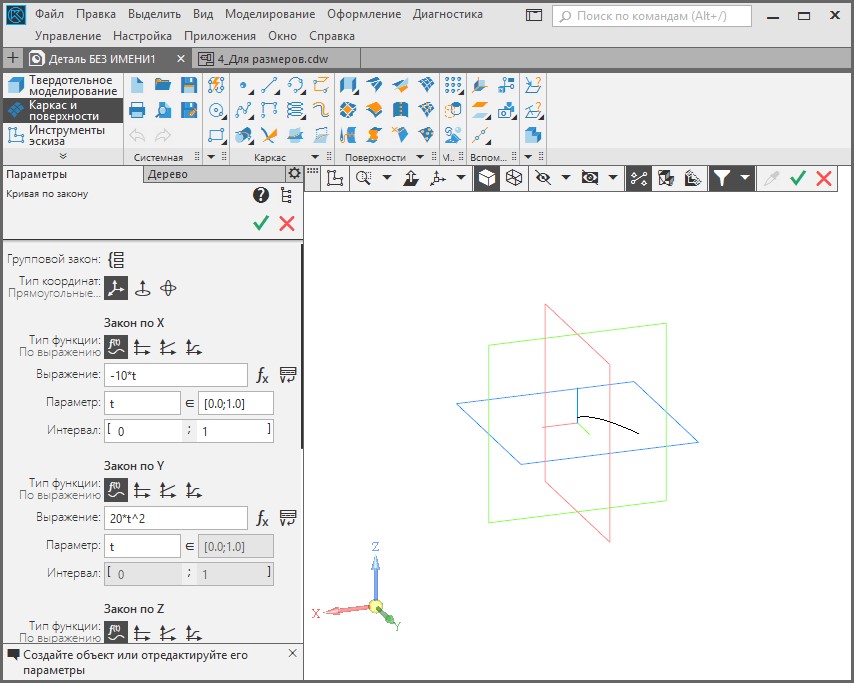 Файл Правка Выделить Вид Моделирование Оформление Диагностика
Поиск по командам (Alt+/)
Управление Настройка Приложения Окно Справка
Деталь БЕЗ ИМЕНИ1
4_Для размеров.cdw
Твердотельное
моделирование
Каркас и
поверхности
Инструменты
эскиза
Системная
Каркас
Поверхности
М...
Вспом...
Параметры
Дерево
Кривая по закону
Групповой закон:
Тип координат:
Прямоугольные...
Закон по X
Тип функции:
По выражению
Выражение: -10*t
Параметр: t ∈ [0.0;1.0]
Интервал: [ 0 ; 1 ]
Закон по Y
Тип функции:
По выражению
Выражение: 20*t^2
Параметр: t ∈ [0.0;1.0]
Интервал: [ 0 ; 1 ]
Закон по Z
Тип функции:
По выражению
Создайте объект или отредактируйте его
параметры
Z
X
Y